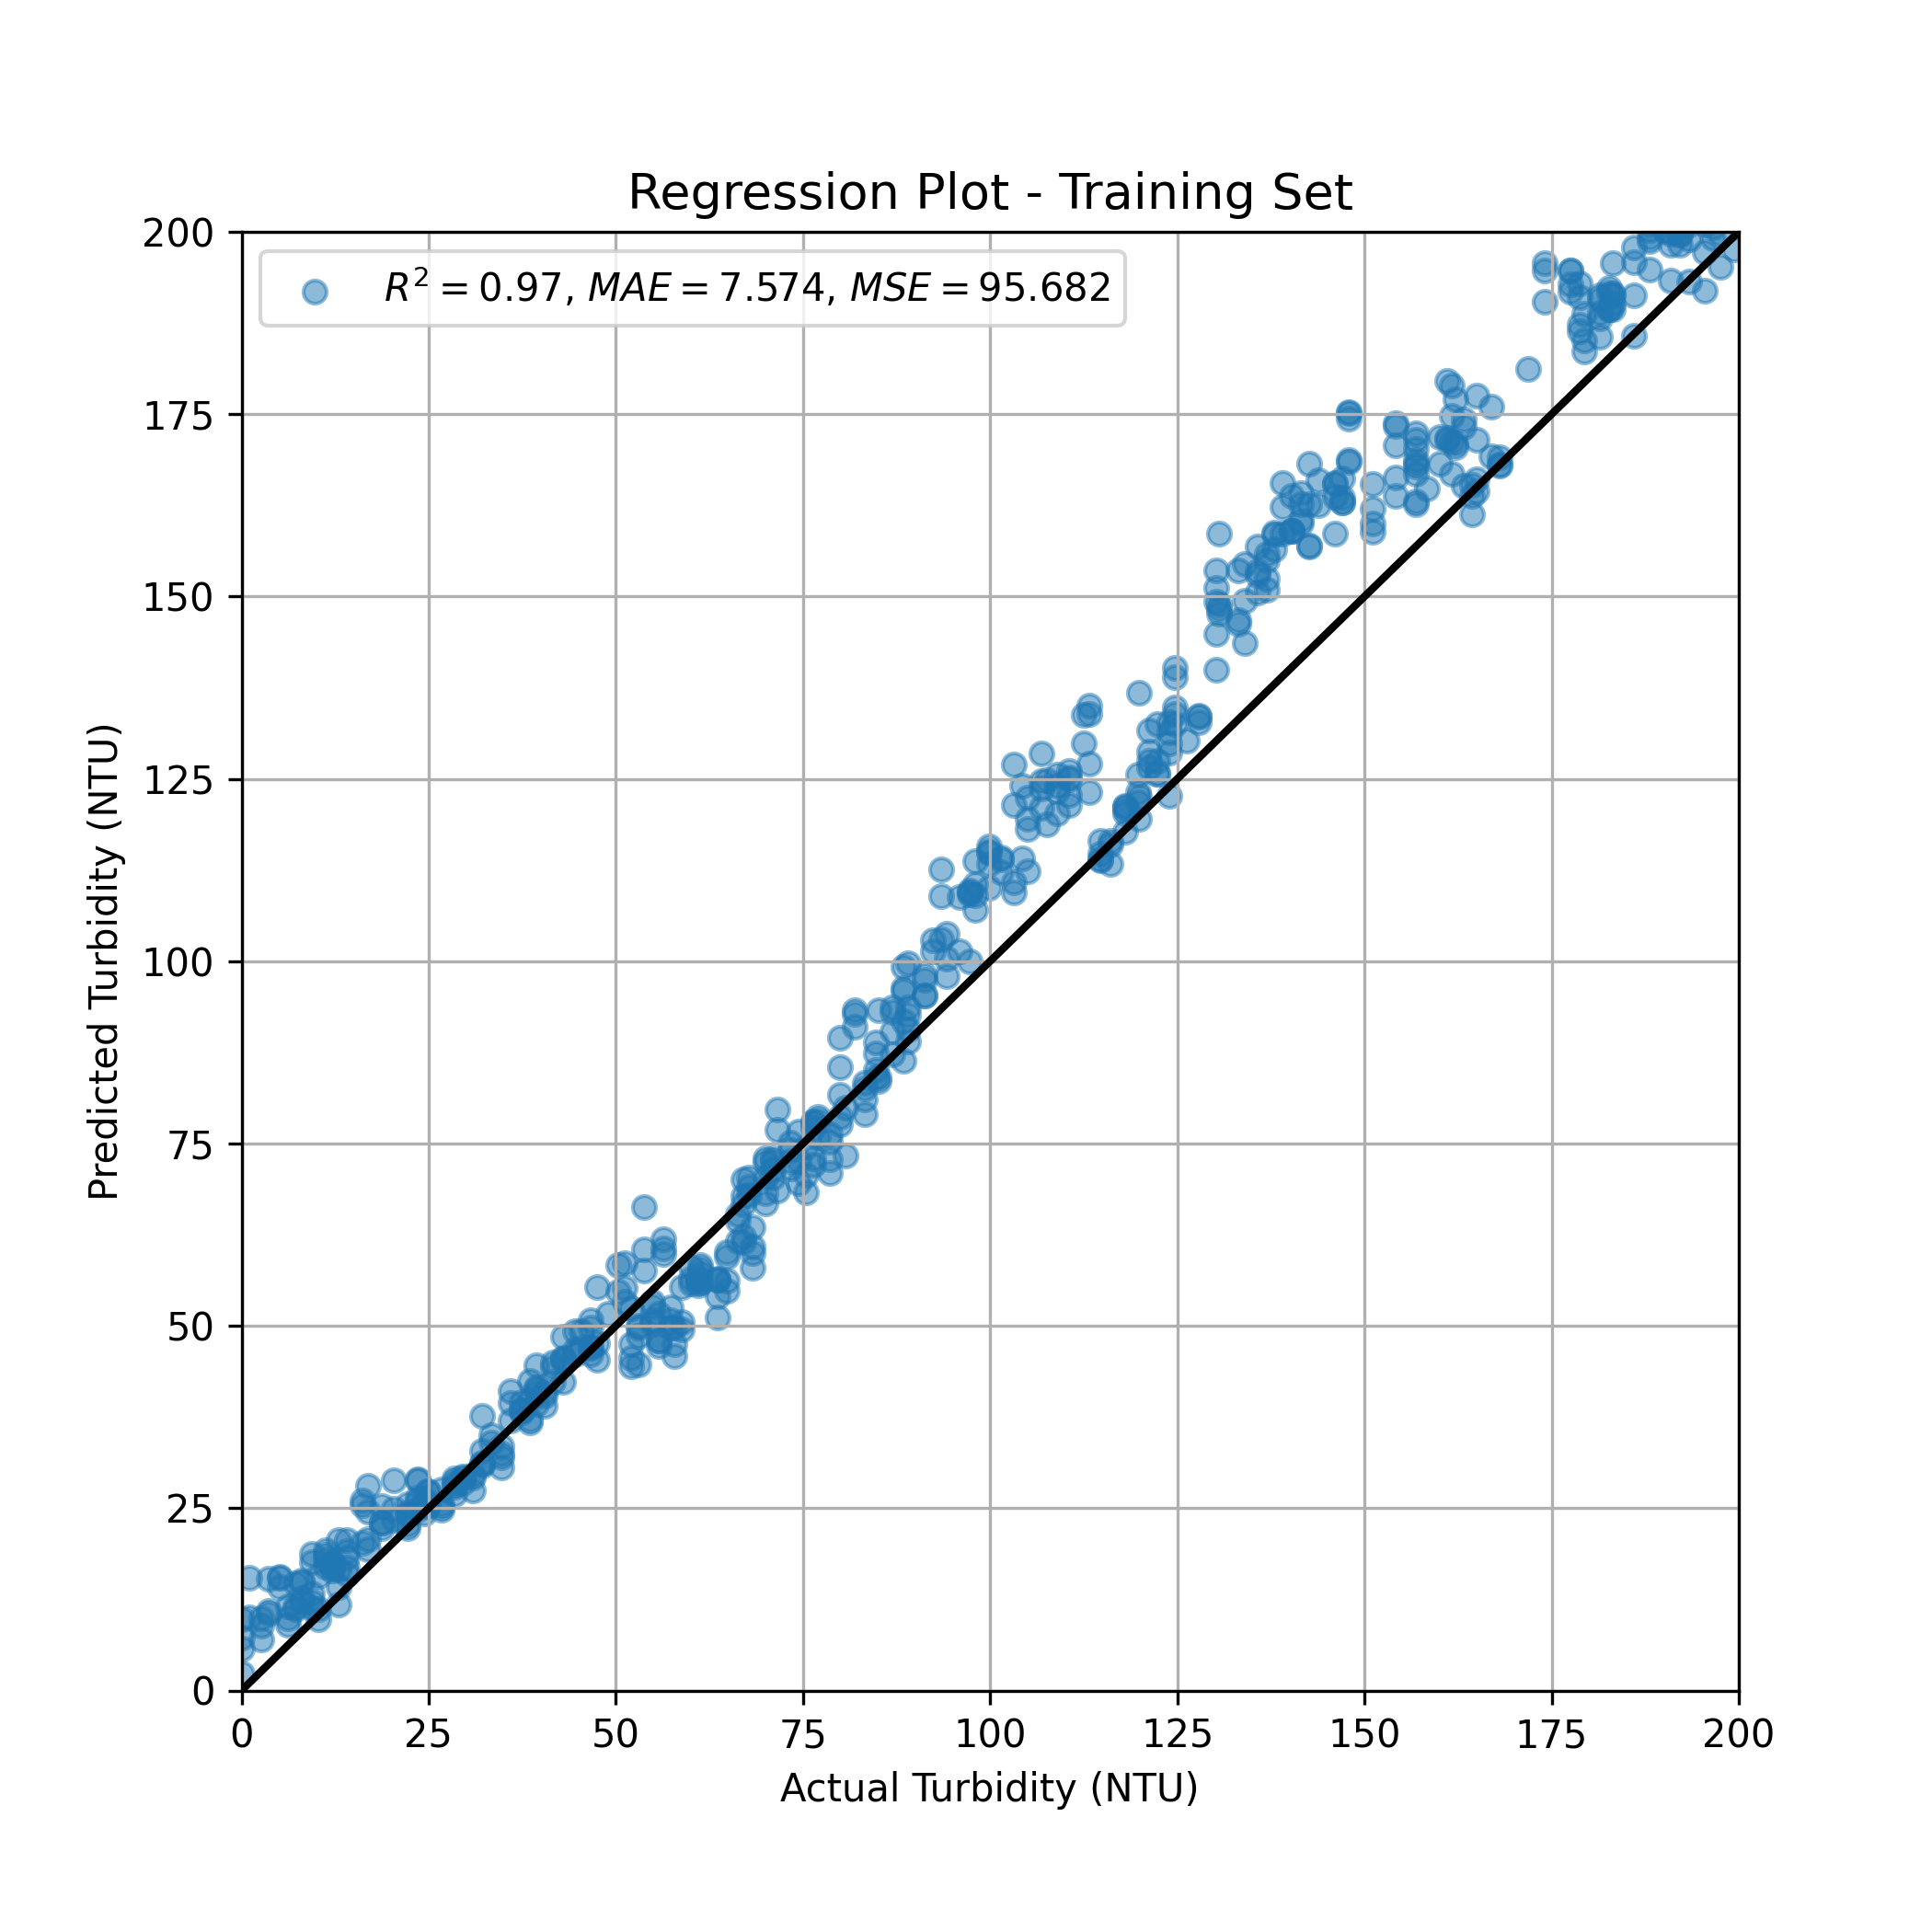 Regression Plot - Training Set
R² = 0.97, MAE = 7.574, MSE = 95.682
200
175
150
125
100
75
50
25
0
Predicted Turbidity (NTU)
0 25 50 75 100 125 150 175 200
Actual Turbidity (NTU)